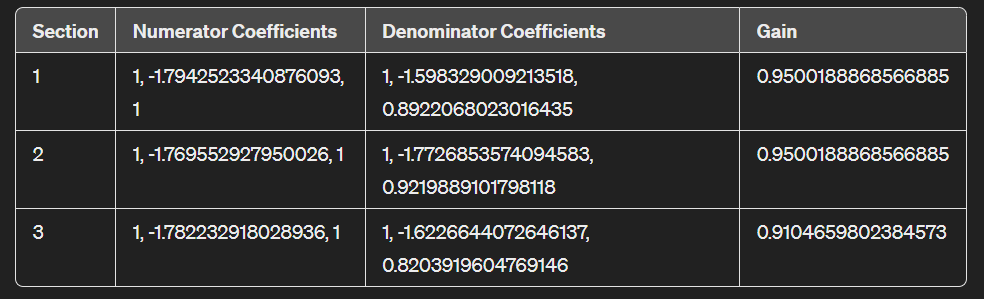 Section Numerator Coefficients Denominator Coefficients Gain
1 1, -1.7942523340876093, 1, -1.598329009213518, 0.9500188868566885
1 0.8922068023016435
2 1, -1.769552927950026, 1 1, -1.7726853574094583, 0.9500188868566885
0.9219889101798118
3 1, -1.782232918028936, 1 1, -1.6226644072646137, 0.9104659802384573
0.8203919604769146